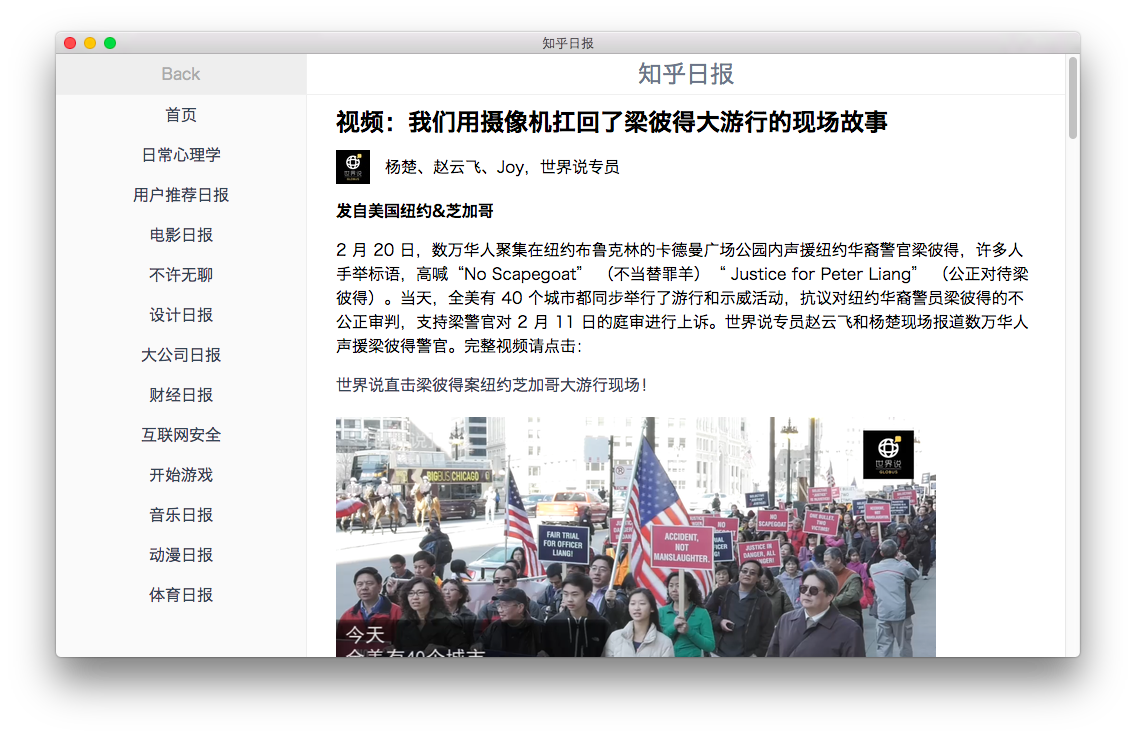 知乎日报
Back
首页
日常心理学
用户推荐日报
电影日报
不许无聊
设计日报
大公司日报
财经日报
互联网安全
开始游戏
音乐日报
动漫日报
体育日报
知乎日报
视频：我们用摄像机扛回了梁彼得大游行的现场故事
世界说
GLOBUS
杨楚、赵云飞、Joy，世界说专员
发自美国纽约&芝加哥
2 月 20 日，数万华人聚集在纽约布鲁克林的卡德曼广场公园内声援纽约华裔警官梁彼得，许多人
手举标语，高喊“No Scapegoat” （不当替罪羊）“ Justice for Peter Liang” （公正对待梁
彼得）。当天，全美有 40 个城市都同步举行了游行和示威活动，抗议对纽约华裔警员梁彼得的不
公正审判，支持梁警官对 2 月 11 日的庭审进行上诉。世界说专员赵云飞和杨楚现场报道数万华人
声援梁彼得警官。完整视频请点击：
世界说直击梁彼得案纽约芝加哥大游行现场！
世界说
GLOBUS
BIGBUS CHICAGO
FAIR TRIAL
FOR OFFICER
LIANG!
ACCIDENT,
NOT
MANSLAUGHTER.
NO
SCAPEGOAT
ONE BULLET,
TWO VICTIMS!
JUSTICE IN
DANGER, ALL
ACCIDENT,
NOT
今天
全美有40个城市